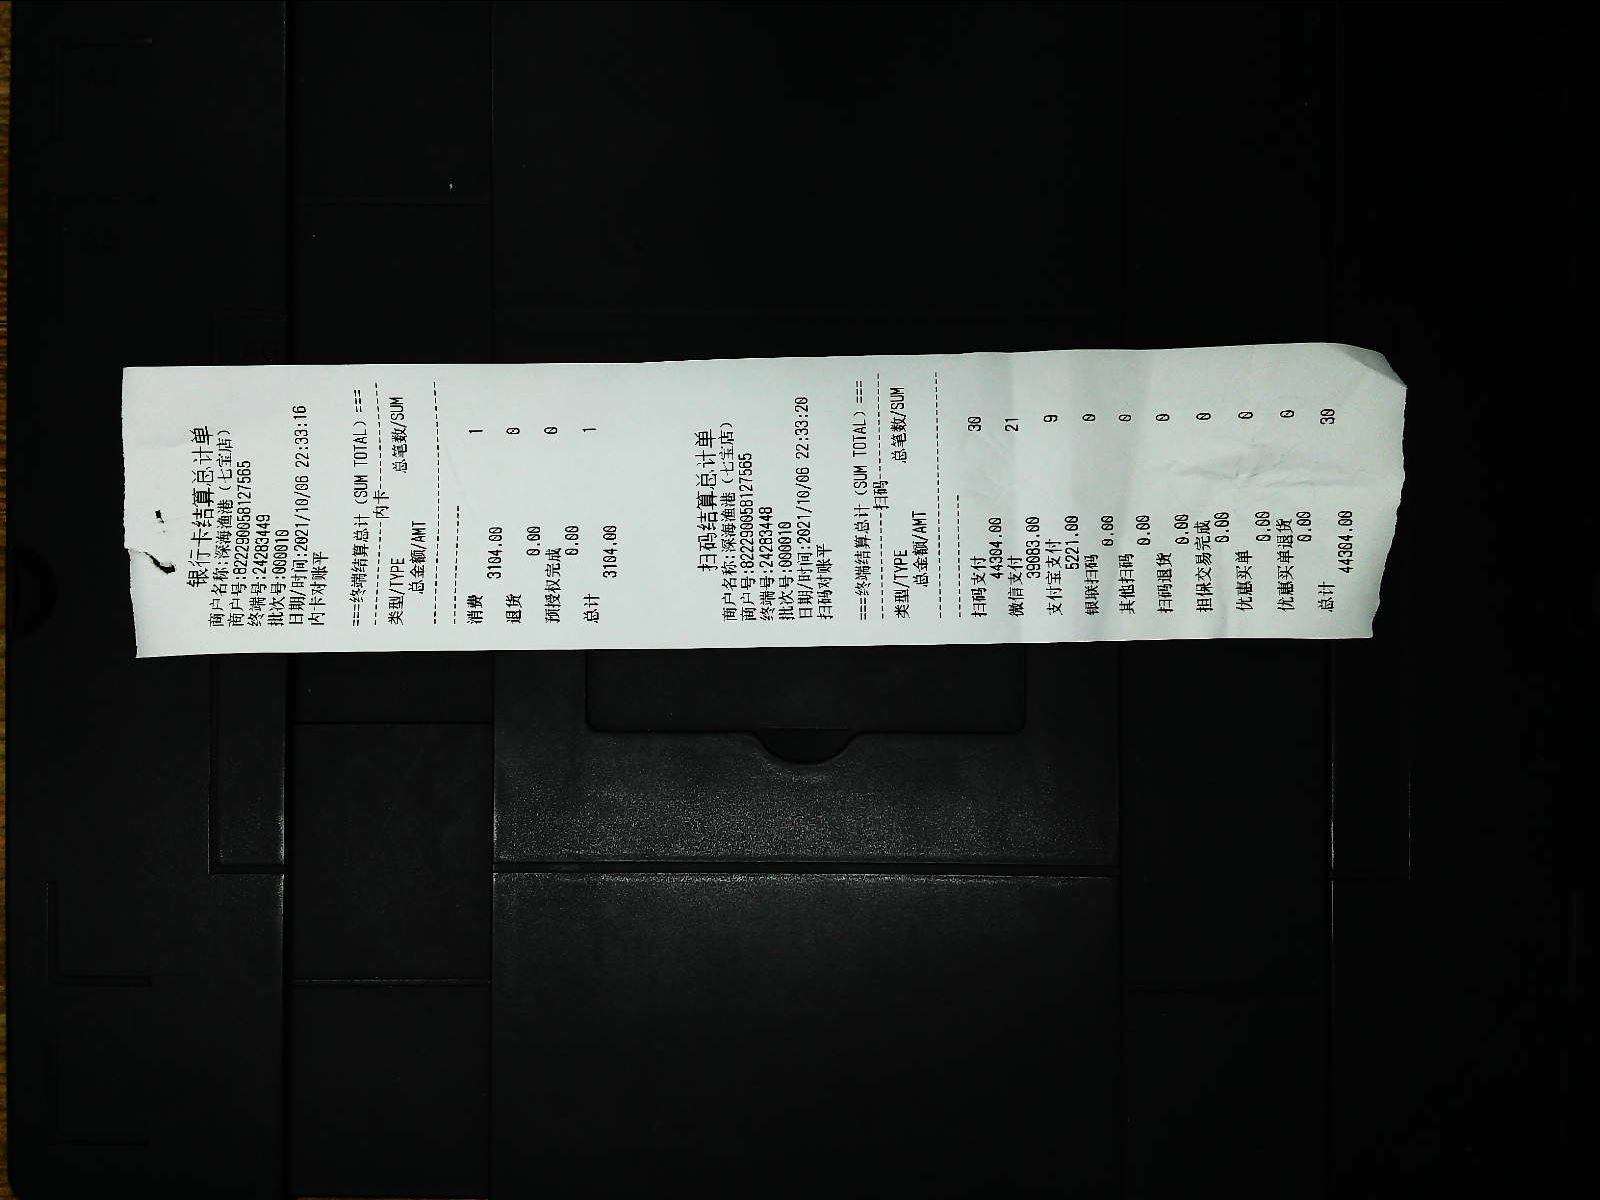 银行卡结算总计单
商户名称:深海渔港（七宝店）
商户号:82229005812​7565
终端号:24283449
批次号:000010
日期/时间:2021/10/06 22:33:16
内卡对账平
===终端结算总计（SUM TOTAL）===
----------------内卡----------------
类型/TYPE 总笔数/SUM
总金额/AMT
消费 1
3104.00
退货 0
0.00
预授权完成 0
0.00
总计 1
3104.00
扫码结算总计单
商户名称:深海渔港（七宝店）
商户号:822290058127565
终端号:24283448
批次号:000010
日期/时间:2021/10/06 22:33:20
扫码对账平
===终端结算总计（SUM TOTAL）===
----------------扫码----------------
类型/TYPE 总笔数/SUM
总金额/AMT
扫码支付 30
44304.00
微信支付 21
39083.00
支付宝支付 9
5221.00
银联扫码 0
0.00
其他扫码 0
0.00
扫码退货 0
0.00
担保交易完成 0
0.00
优惠买单 0
0.00
优惠买单退货 0
0.00
总计 30
44304.00